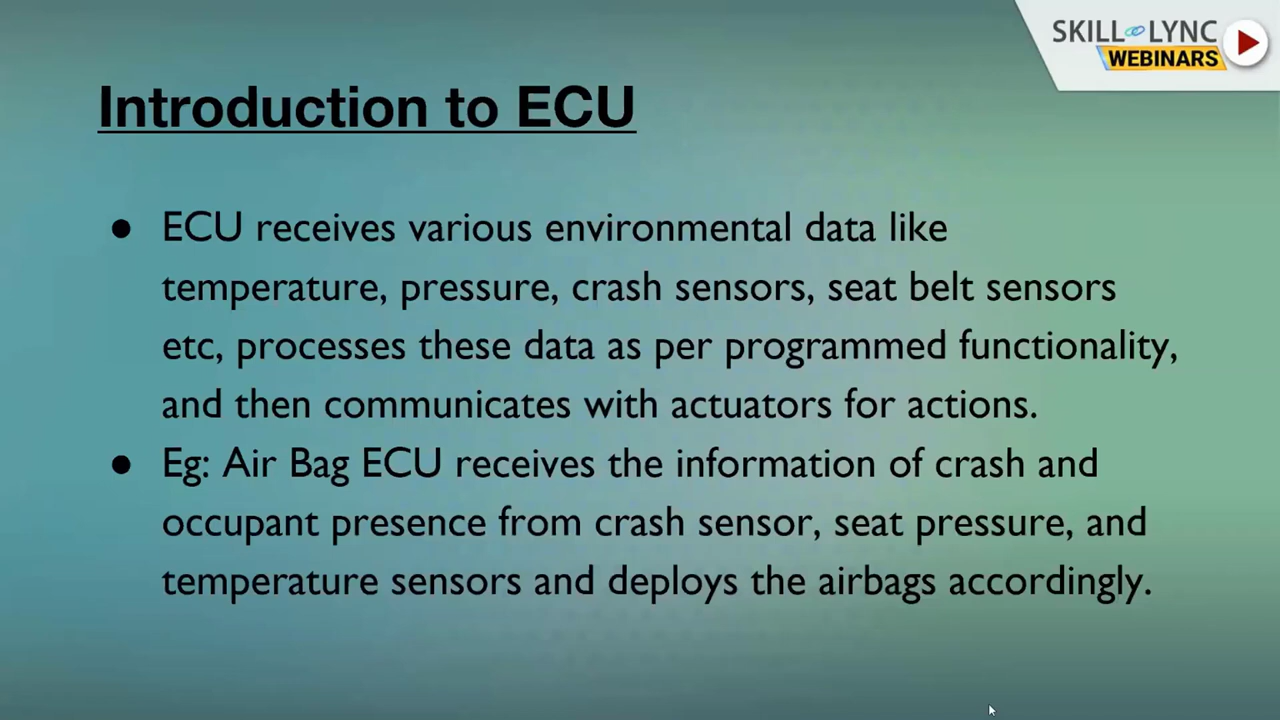 SKILL LYNC
WEBINARS
Introduction to ECU
● ECU receives various environmental data like
temperature, pressure, crash sensors, seat belt sensors
etc, processes these data as per programmed functionality,
and then communicates with actuators for actions.
● Eg: Air Bag ECU receives the information of crash and
occupant presence from crash sensor, seat pressure, and
temperature sensors and deploys the airbags accordingly.